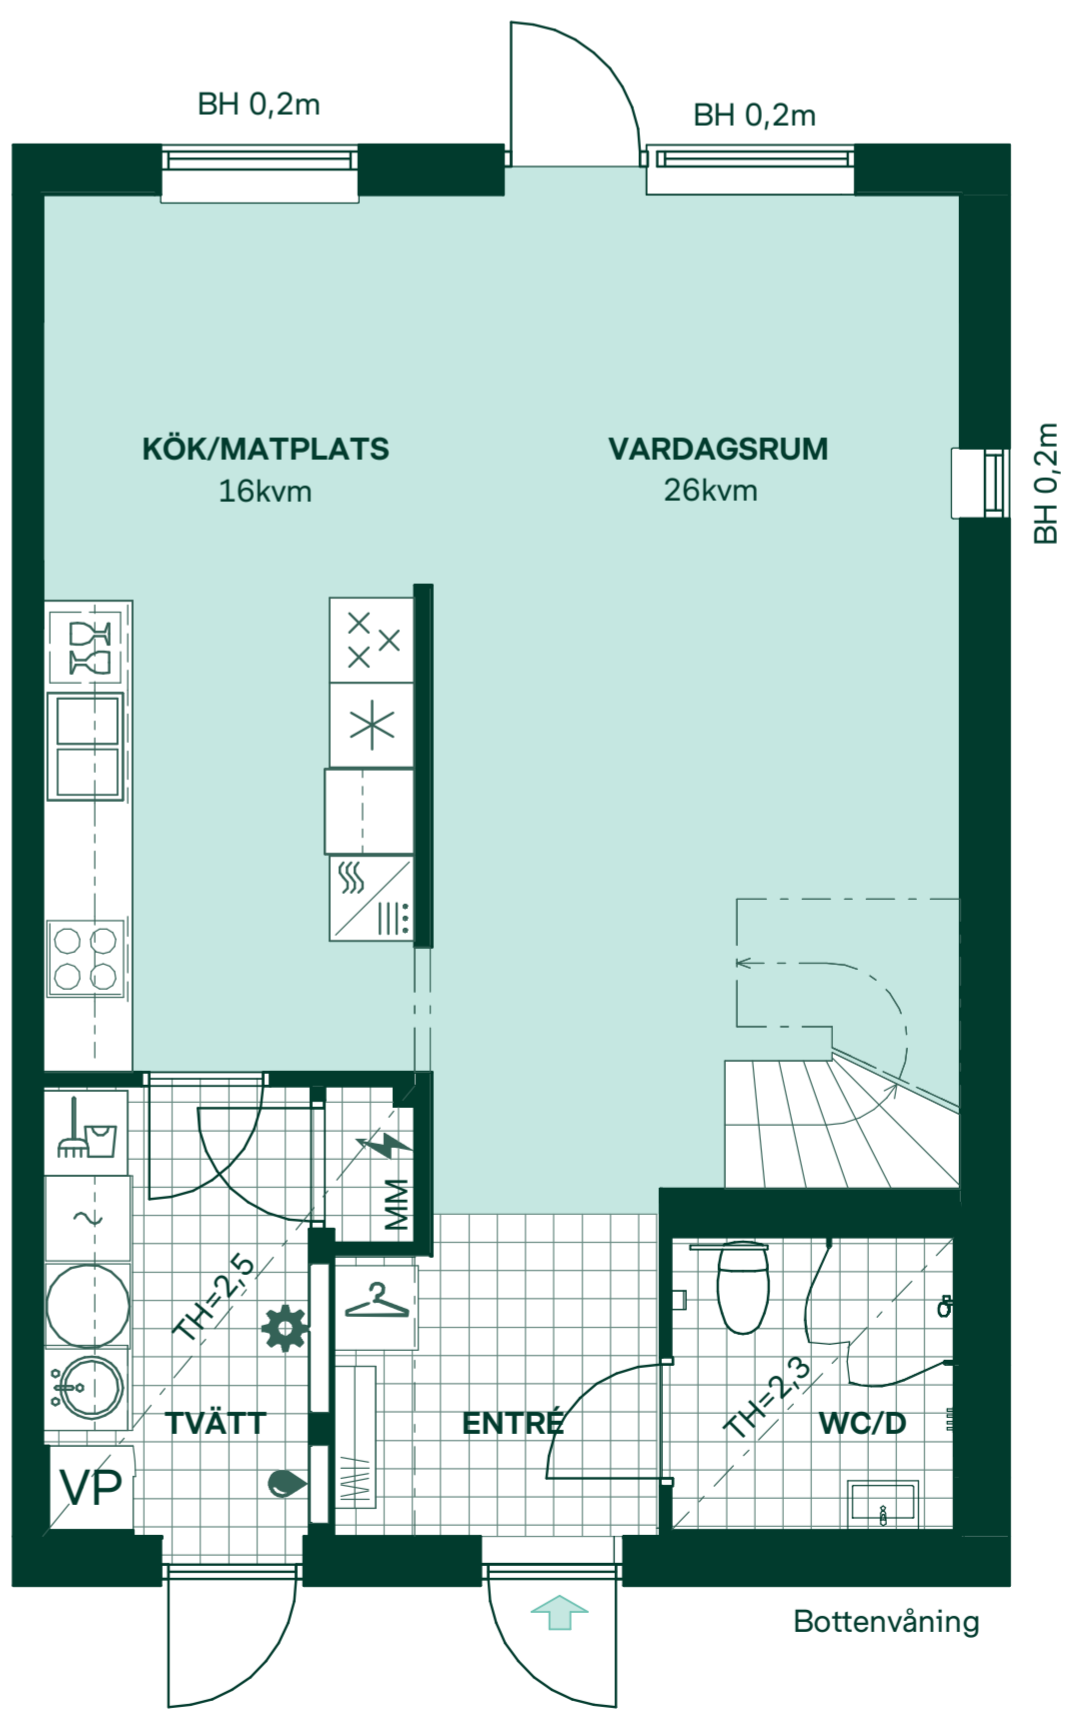 BH 0,2m
BH 0,2m
KÖK/MATPLATS
16kvm
VARDAGSRUM
26kvm
BH 0,2m
MM
TH=2,5
TVÄTT
VP
ENTRÉ
TH=2,3
WC/D
Bottenvåning